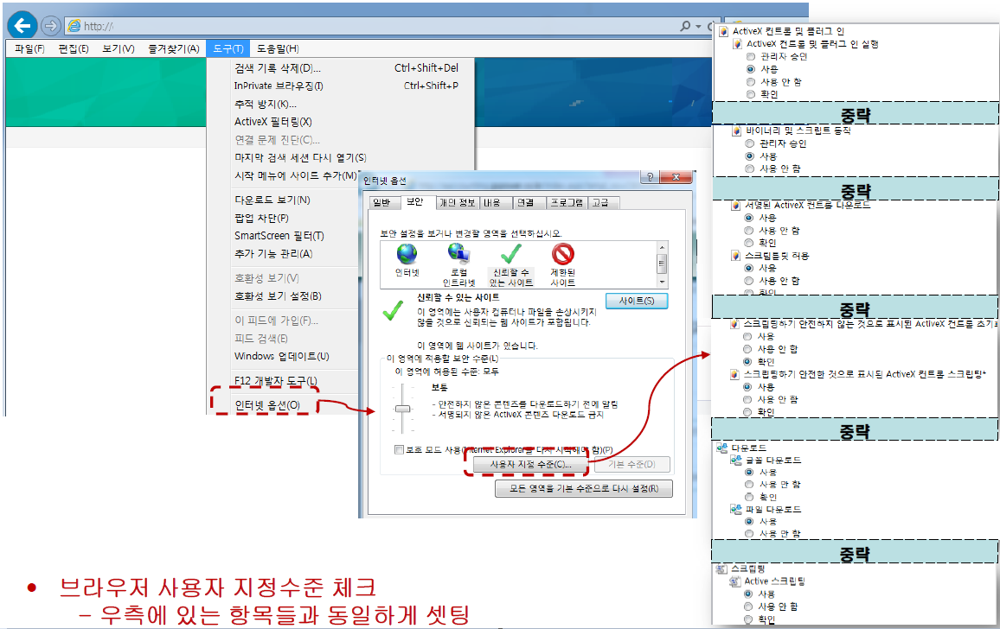 http://
파일(F) 편집(E) 보기(V) 즐겨찾기(A) 도구(T) 도움말(H)
검색 기록 삭제(D)... Ctrl+Shift+Del
InPrivate 브라우징(I) Ctrl+Shift+P
추적 방지(K)...
ActiveX 필터링(X)
연결 문제 진단(C)...
마지막 검색 세션 다시 열기(S)
시작 메뉴에 사이트 추가(M)
다운로드 보기(N)
팝업 차단(P)
SmartScreen 필터(T)
추가 기능 관리(A)
호환성 보기(V)
호환성 보기 설정(B)
이 피드에 가입(F)...
피드 검색(E)
Windows 업데이트(U)
F12 개발자 도구(L)
인터넷 옵션(O)
인터넷 옵션
일반 보안 개인 정보 내용 연결 프로그램 고급
보안 설정을 보거나 변경할 영역을 선택하십시오.
인터넷
로컬
인트라넷
신뢰할 수
있는 사이트
제한된
사이트
신뢰할 수 있는 사이트
사이트(S)
이 영역에는 사용자 컴퓨터나 파일을 손상시키지
않을 것으로 신뢰되는 웹 사이트가 포함됩니다.
이 영역에 웹 사이트가 있습니다.
이 영역에 적용할 보안 수준(L)
이 영역에 허용된 수준: 모두
보통
- 안전하지 않은 콘텐츠를 다운로드하기 전에 알림
- 서명되지 않은 ActiveX 콘텐츠 다운로드 금지
보호 모드 사용(Internet Explorer를 다시 시작해야 함)(P)
사용자 지정 수준(C)... 기본 수준(D)
모든 영역을 기본 수준으로 다시 설정(R)
ActiveX 컨트롤 및 플러그 인
ActiveX 컨트롤 및 플러그 인 실행
관리자 승인
사용
사용 안 함
확인
중략
바이너리 및 스크립트 동작
관리자 승인
사용
사용 안 함
중략
서명된 ActiveX 컨트롤 다운로드
사용
사용 안 함
확인
스크립틀릿 허용
사용
사용 안 함
확인
중략
스크립팅하기 안전하지 않는 것으로 표시된 ActiveX 컨트롤 초기화
사용
사용 안 함
확인
스크립팅하기 안전한 것으로 표시된 ActiveX 컨트롤 스크립팅*
사용
사용 안 함
확인
중략
다운로드
글꼴 다운로드
사용
사용 안 함
확인
파일 다운로드
사용
사용 안 함
중략
스크립팅
Active 스크립팅
사용
사용 안 함
확인
• 브라우저 사용자 지정수준 체크
– 우측에 있는 항목들과 동일하게 셋팅